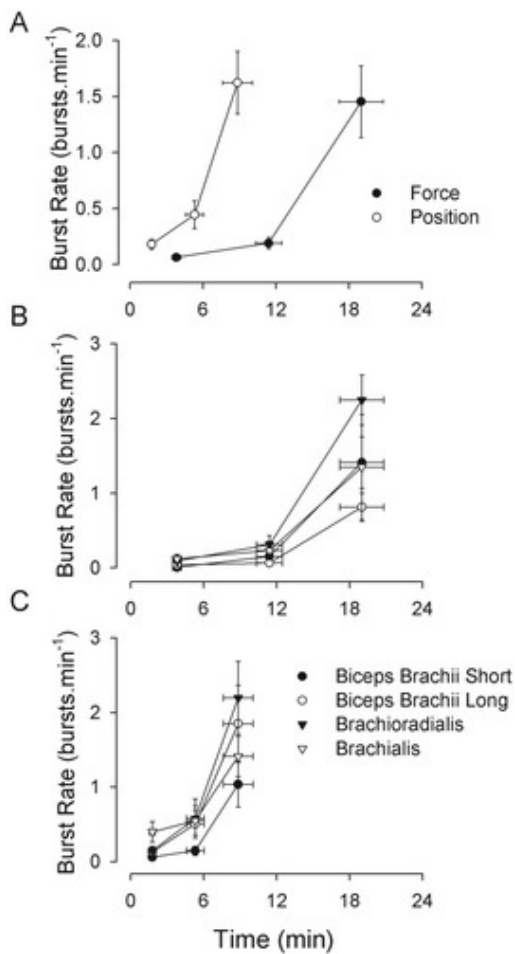 A
Burst Rate (bursts.min⁻¹)
2.0
1.5
1.0
0.5
0.0
Force
Position
0 6 12 18 24
B
Burst Rate (bursts.min⁻¹)
3
2
1
0
0 6 12 18 24
C
Burst Rate (bursts.min⁻¹)
3
2
1
0
Biceps Brachii Short
Biceps Brachii Long
Brachioradialis
Brachialis
0 6 12 18 24
Time (min)